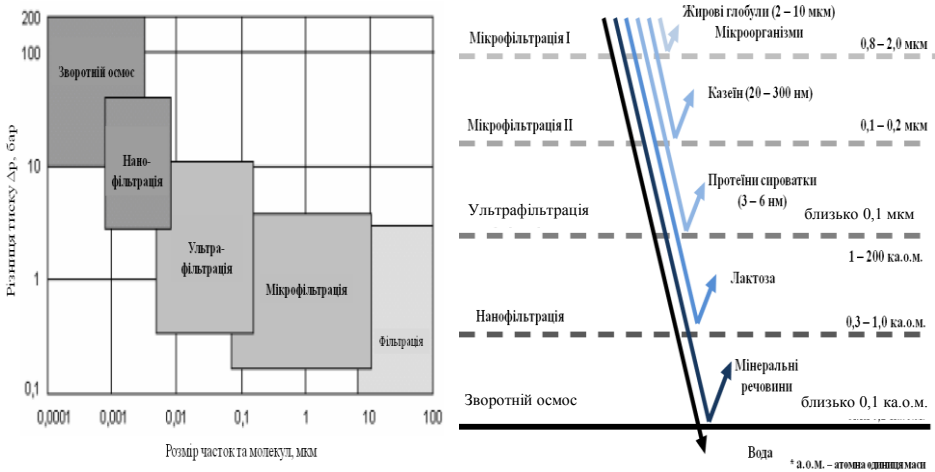 200
100
10
1
0,1
Різниця тиску Δp, бар
Зворотній осмос
Нано-
фільтрація
Ультра-
фільтрація
Мікрофільтрація
Фільтрація
0,0001 0,001 0,01 0,1 1 10 100
Розмір часток та молекул, мкм
Жирові глобули (2 – 10 мкм)
Мікроорганізми
Мікрофільтрація I
0,8 – 2,0 мкм
Казеїн (20 – 300 нм)
Мікрофільтрація II
0,1 – 0,2 мкм
Протеїни сироватки
(3 – 6 нм)
Ультрафільтрація
близько 0,1 мкм
1 – 200 ка.о.м.
Лактоза
Нанофільтрація
0,3 – 1,0 ка.о.м.
Мінеральні
речовини
Зворотній осмос
близько 0,1 ка.о.м.
Вода
* а.о.м. – атомна одиниця маси